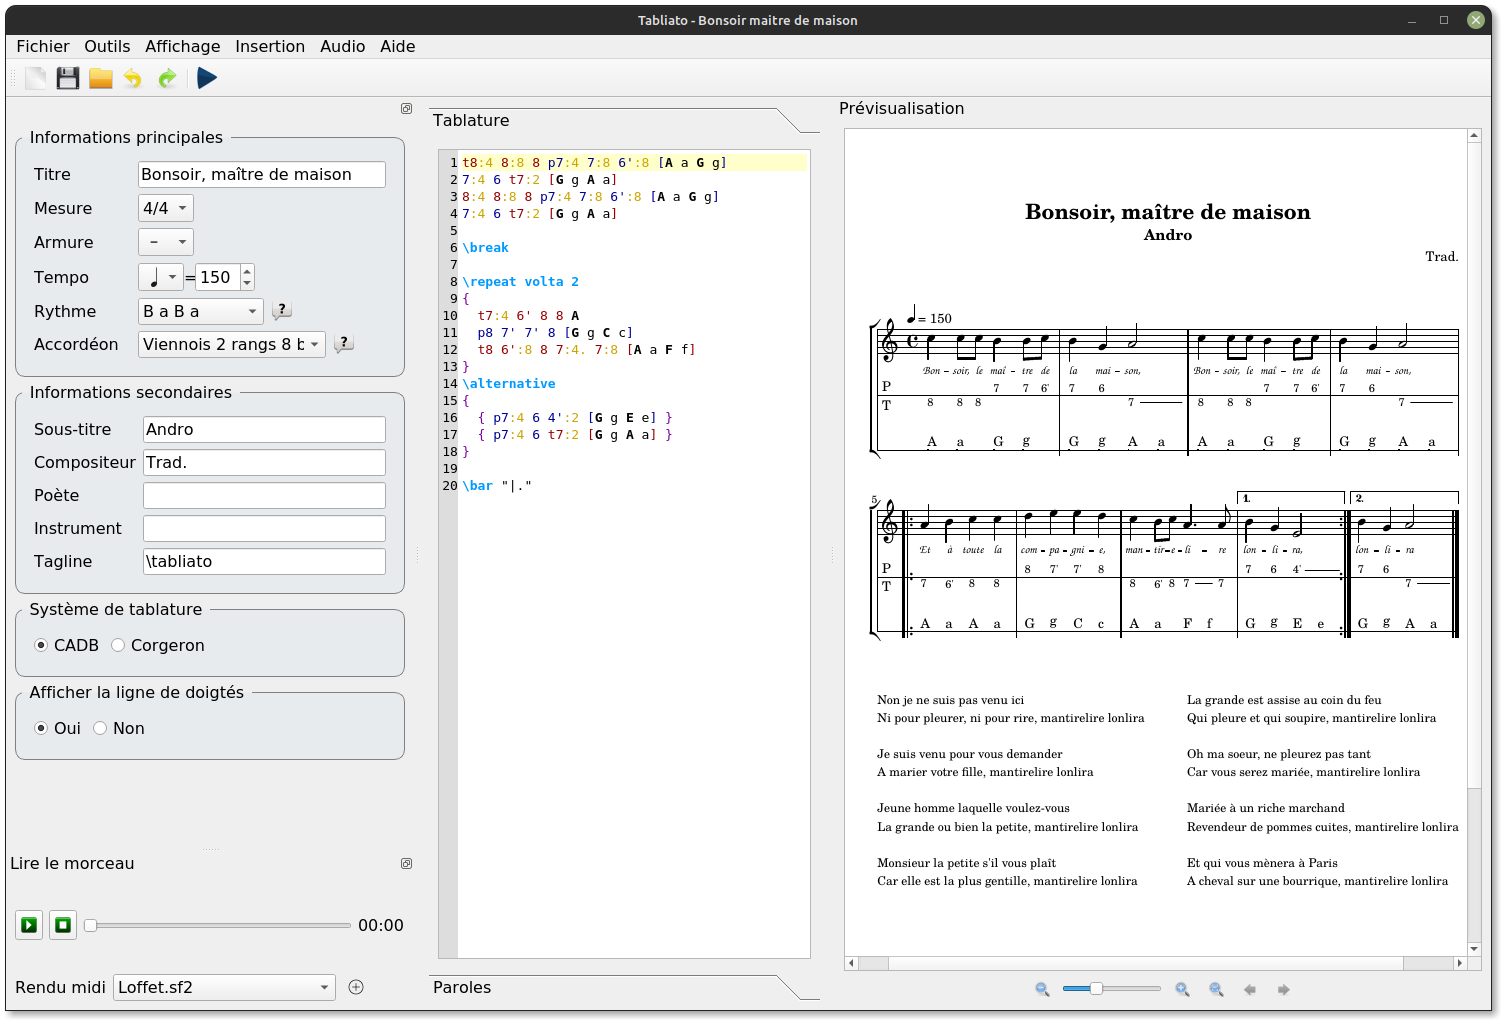 Tabliato - Bonsoir maitre de maison
Fichier Outils Affichage Insertion Audio Aide
Informations principales
Titre Bonsoir, maître de maison
Mesure 4/4
Armure –
Tempo = 150
Rythme B a B a ?
Accordéon Viennois 2 rangs 8 b ?
Informations secondaires
Sous-titre Andro
Compositeur Trad.
Poète
Instrument
Tagline \tabliato
Système de tablature
CADB Corgeron
Afficher la ligne de doigtés
Oui Non
Lire le morceau
00:00
Rendu midi Loffet.sf2
Tablature
1 t8:4 8:8 8 p7:4 7:8 6':8 [A a G g]
2 7:4 6 t7:2 [G g A a]
3 8:4 8:8 8 p7:4 7:8 6':8 [A a G g]
4 7:4 6 t7:2 [G g A a]
5
6 \break
7
8 \repeat volta 2
9 {
10 t7:4 6' 8 8 A
11 p8 7' 7' 8 [G g C c]
12 t8 6':8 8 7:4. 7:8 [A a F f]
13 }
14 \alternative
15 {
16 { p7:4 6 4':2 [G g E e] }
17 { p7:4 6 t7:2 [G g A a] }
18 }
19
20 \bar "|."
Paroles
Prévisualisation
Bonsoir, maître de maison
Andro
Trad.
= 150
Bon - soir, le maî - tre de la mai - son, Bon - soir, le maî - tre de la mai - son,
P 7 7 6' 7 6 7 7 6' 7 6
T 8 8 8 7 8 8 8 7
A a G g G g A a A a G g G g A a
5 1. 2.
Et à toute la com - pa - gni - e, man - tir - e - li - re lon - li - ra, lon - li - ra
P 8 7' 7' 8 7 6 4' 7 6
T 7 6' 8 8 8 6' 8 7 7 7
A a A a G g C c A a F f G g E e G g A a
Non je ne suis pas venu ici
Ni pour pleurer, ni pour rire, mantirelire lonlira
Je suis venu pour vous demander
A marier votre fille, mantirelire lonlira
Jeune homme laquelle voulez-vous
La grande ou bien la petite, mantirelire lonlira
Monsieur la petite s'il vous plaît
Car elle est la plus gentille, mantirelire lonlira
La grande est assise au coin du feu
Qui pleure et qui soupire, mantirelire lonlira
Oh ma soeur, ne pleurez pas tant
Car vous serez mariée, mantirelire lonlira
Mariée à un riche marchand
Revendeur de pommes cuites, mantirelire lonlira
Et qui vous mènera à Paris
A cheval sur une bourrique, mantirelire lonlira